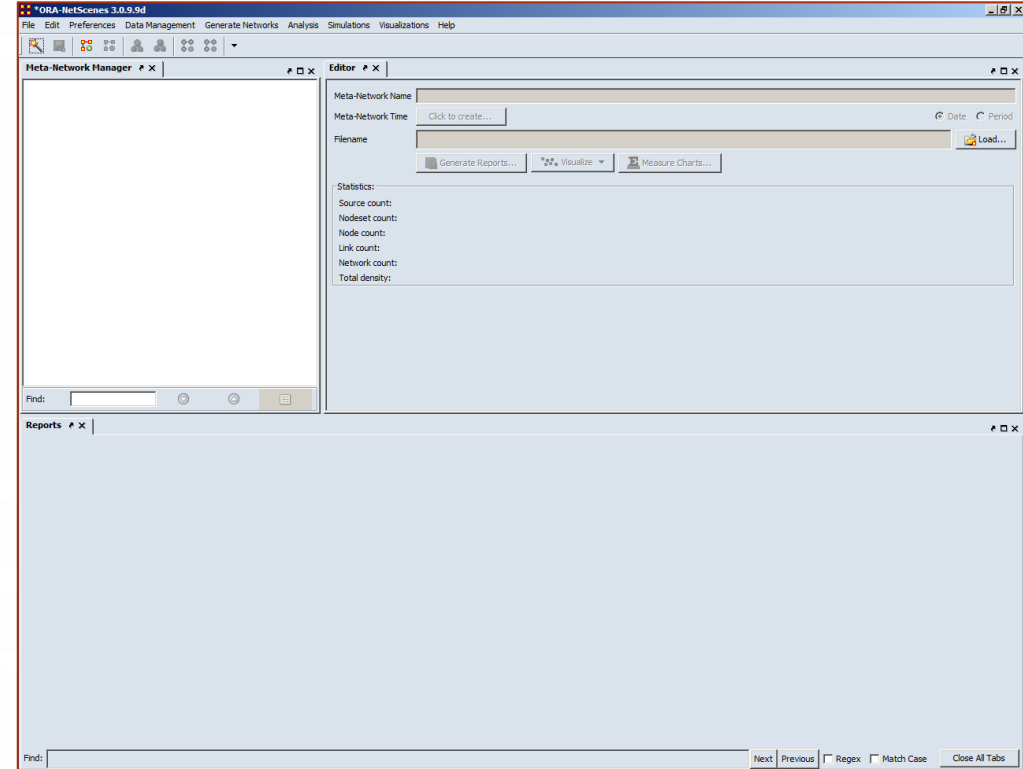 *ORA-NetScenes 3.0.9.9d
File Edit Preferences Data Management Generate Networks Analysis Simulations Visualizations Help
Meta-Network Manager
Find:
Editor
Meta-Network Name
Meta-Network Time Click to create... Date Period
Filename Load...
Generate Reports... Visualize Measure Charts...
Statistics:
Source count:
Nodeset count:
Node count:
Link count:
Network count:
Total density:
Reports
Find: Next Previous Regex Match Case Close All Tabs